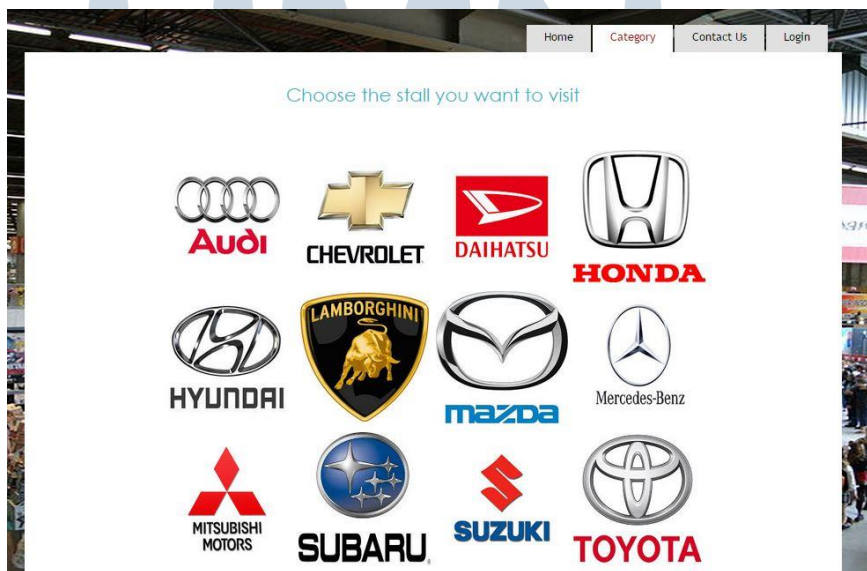 Home Category Contact Us Login
Choose the stall you want to visit
Audi CHEVROLET DAIHATSU HONDA
HYUNDAI LAMBORGHINI mazda Mercedes-Benz
MITSUBISHI
MOTORS SUBARU SUZUKI TOYOTA